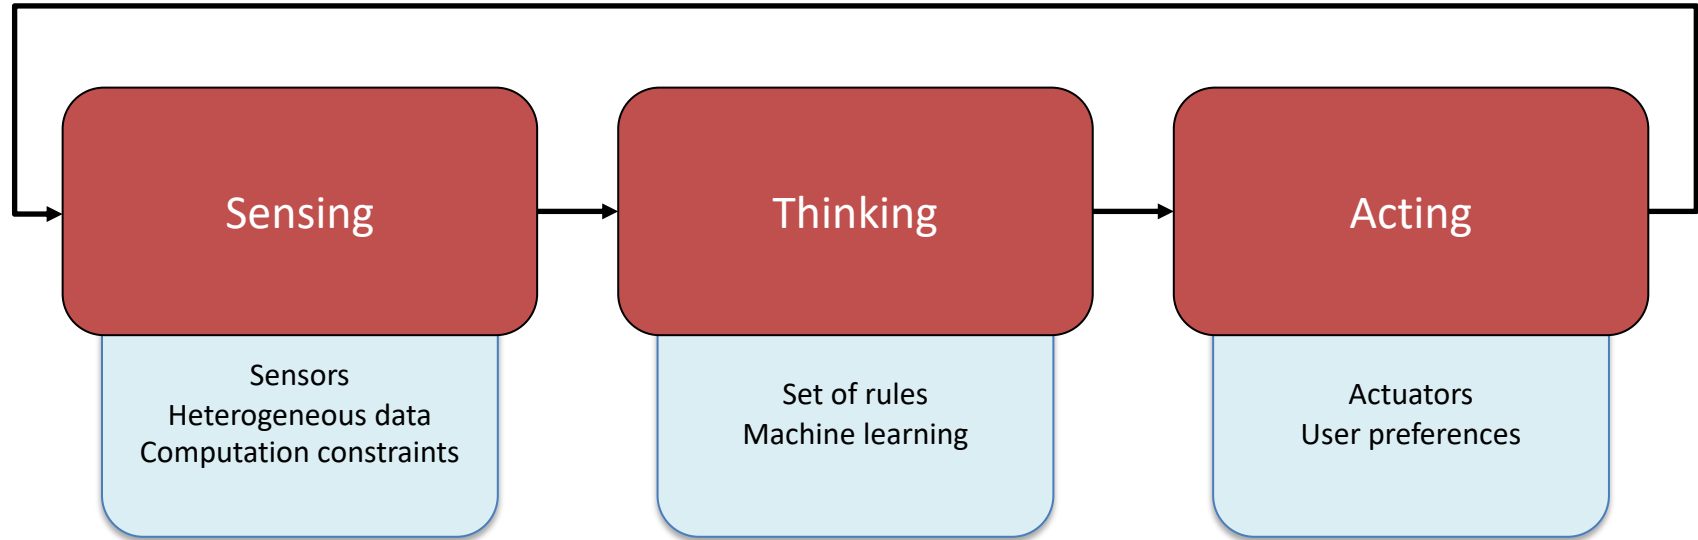 Sensing
Sensors
Heterogeneous data
Computation constraints
Thinking
Set of rules
Machine learning
Acting
Actuators
User preferences